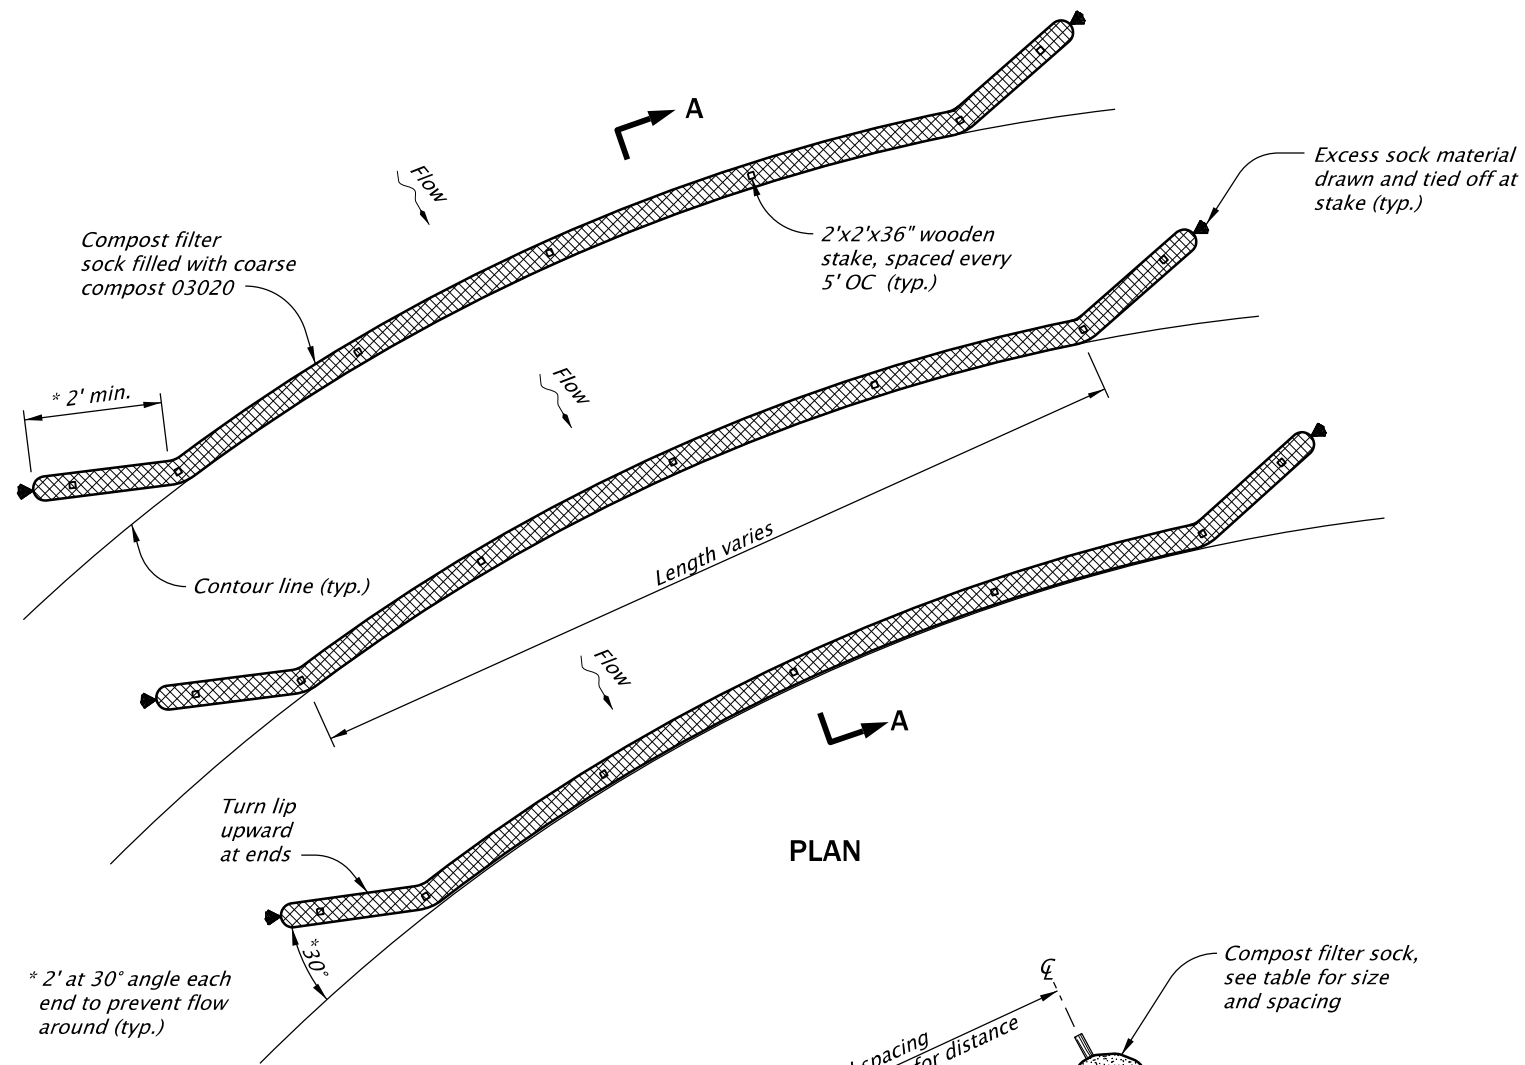 A
Flow
Excess sock material
drawn and tied off at
stake (typ.)
Compost filter
sock filled with coarse
compost 03020
2'x2'x36" wooden
stake, spaced every
5' OC (typ.)
* 2' min.
Flow
Length varies
Contour line (typ.)
Flow
A
Turn lip
upward
at ends
PLAN
*30°
* 2' at 30° angle each
end to prevent flow
around (typ.)
Compost filter sock,
see table for size
and spacing
℄
spacing
for distance